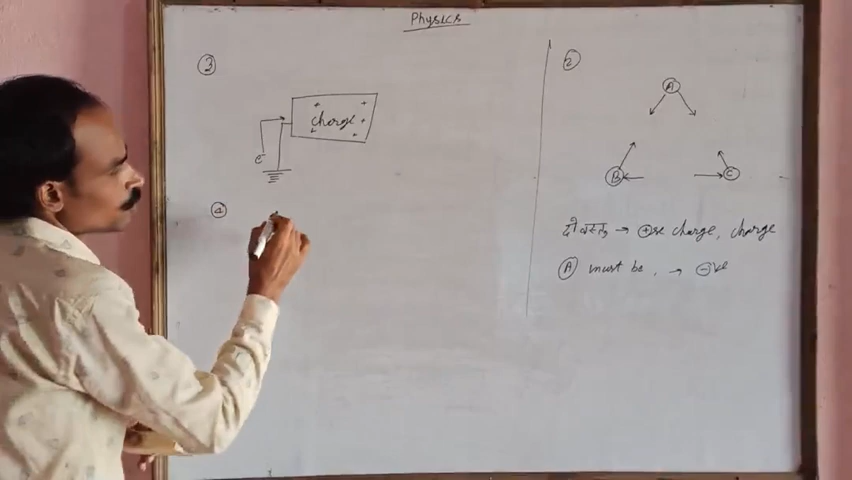 Physics
③
+ +
charge +
+ +
e⁻
④
②
A
B C
दो वस्तु → ⊕ve charge, charge
Ⓐ must be, → ⊖ve